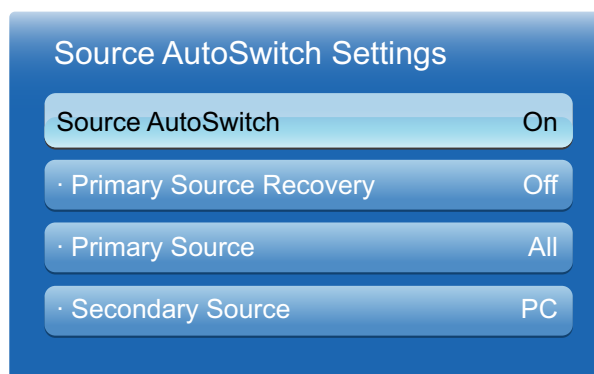 Source AutoSwitch Settings
Source AutoSwitch On
· Primary Source Recovery Off
· Primary Source All
· Secondary Source PC